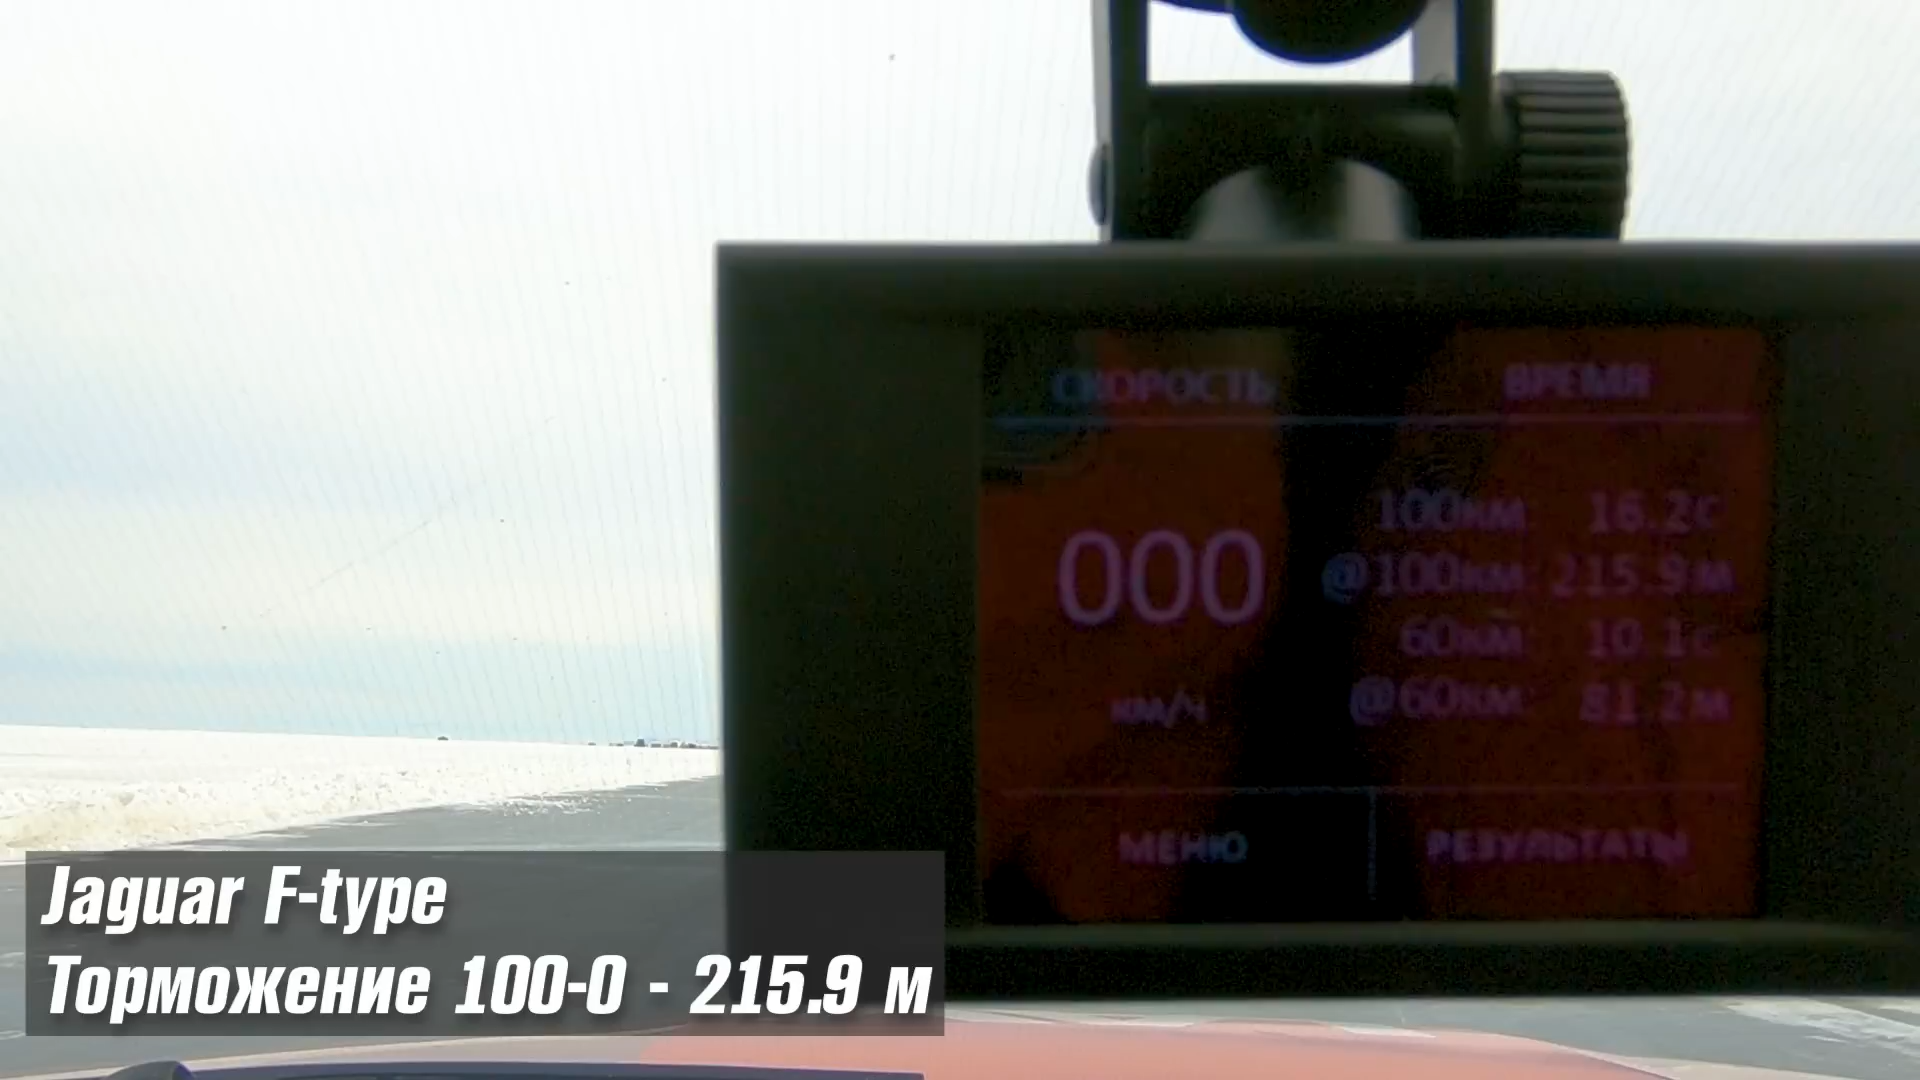 СКОРОСТЬ ВРЕМЯ
100км 16.2с
@100км: 215.9м
000
60км 10.1с
км/ч
@60км: 81.2м
МЕНЮ РЕЗУЛЬТАТЫ
Jaguar F-type
Торможение 100-0 - 215.9 м